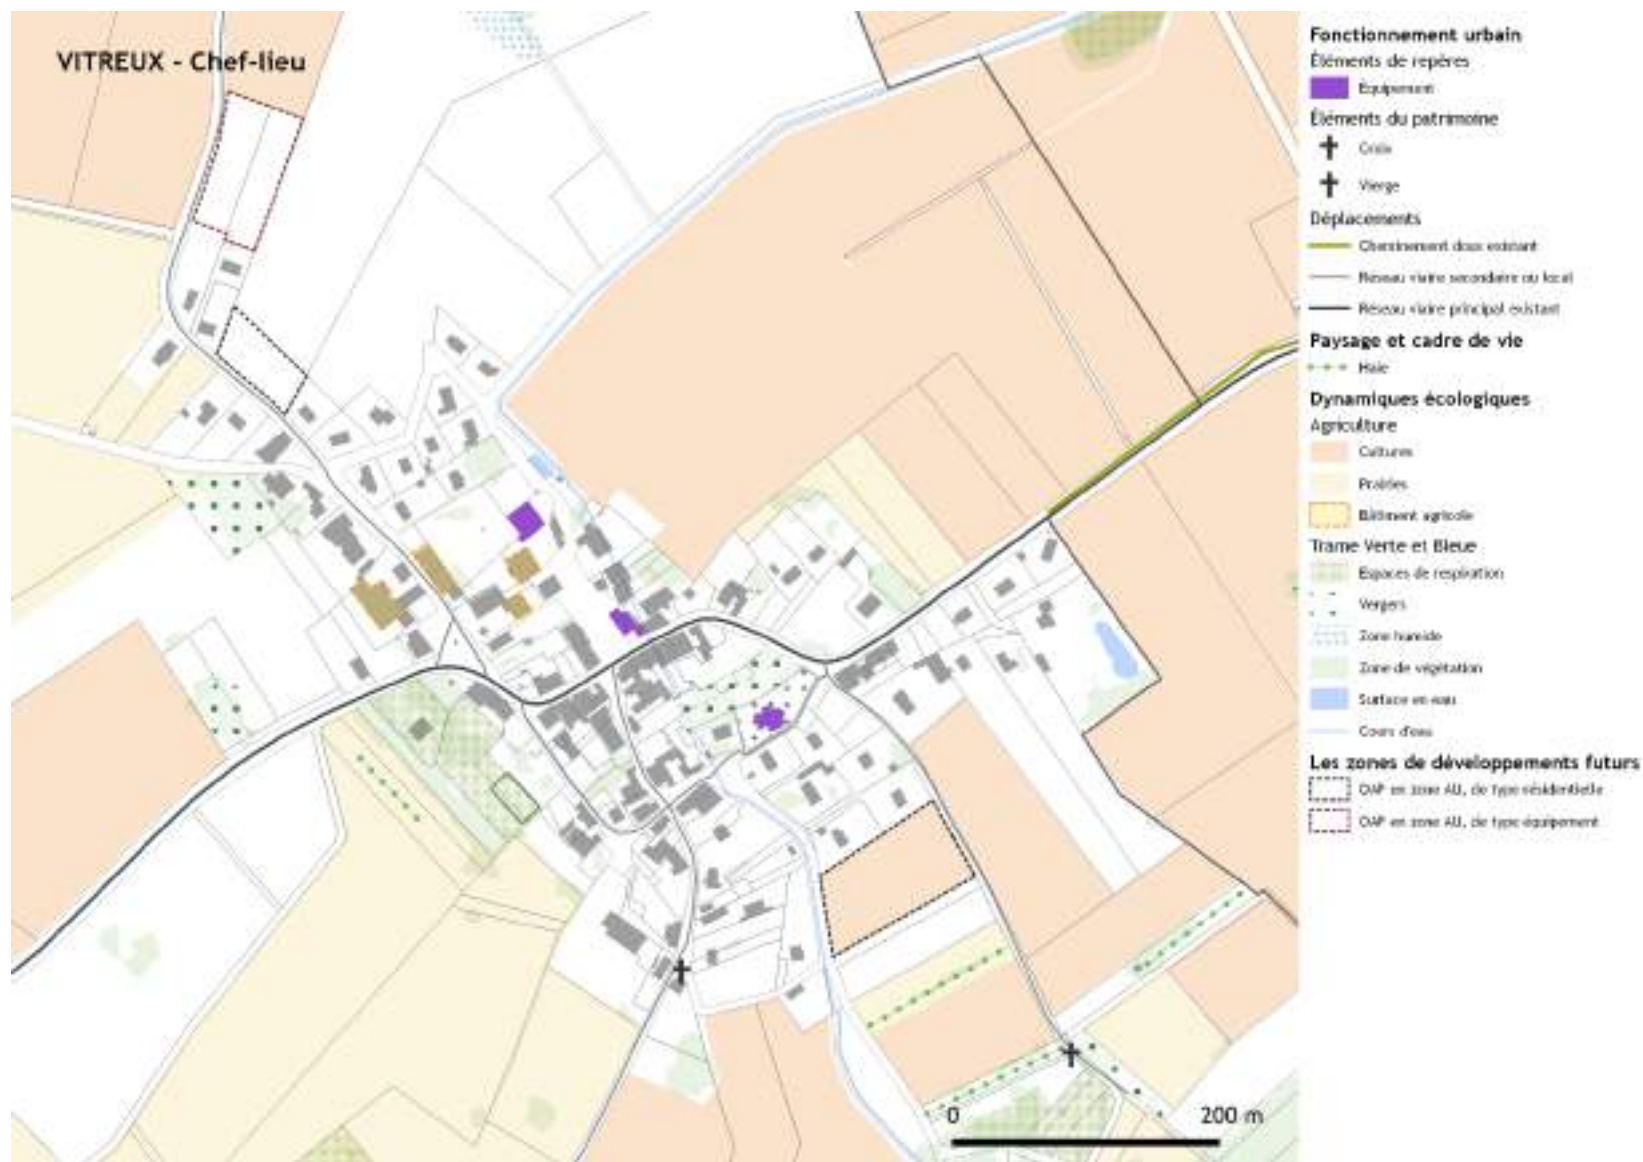 VITREUX - Chef-lieu
Fonctionnement urbain
Éléments de repères
Équipement
Éléments du patrimoine
Croix
Vierge
Déplacements
Cheminement doux existant
Réseau viaire secondaire ou local
Réseau viaire principal existant
Paysage et cadre de vie
Haie
Dynamiques écologiques
Agriculture
Cultures
Prairies
Bâtiment agricole
Trame Verte et Bleue
Espaces de respiration
Vergers
Zone humide
Zone de végétation
Surface en eau
Cours d'eau
Les zones de développements futurs
OAP en zone AU, de type résidentielle
OAP en zone AU, de type équipement
0 200 m